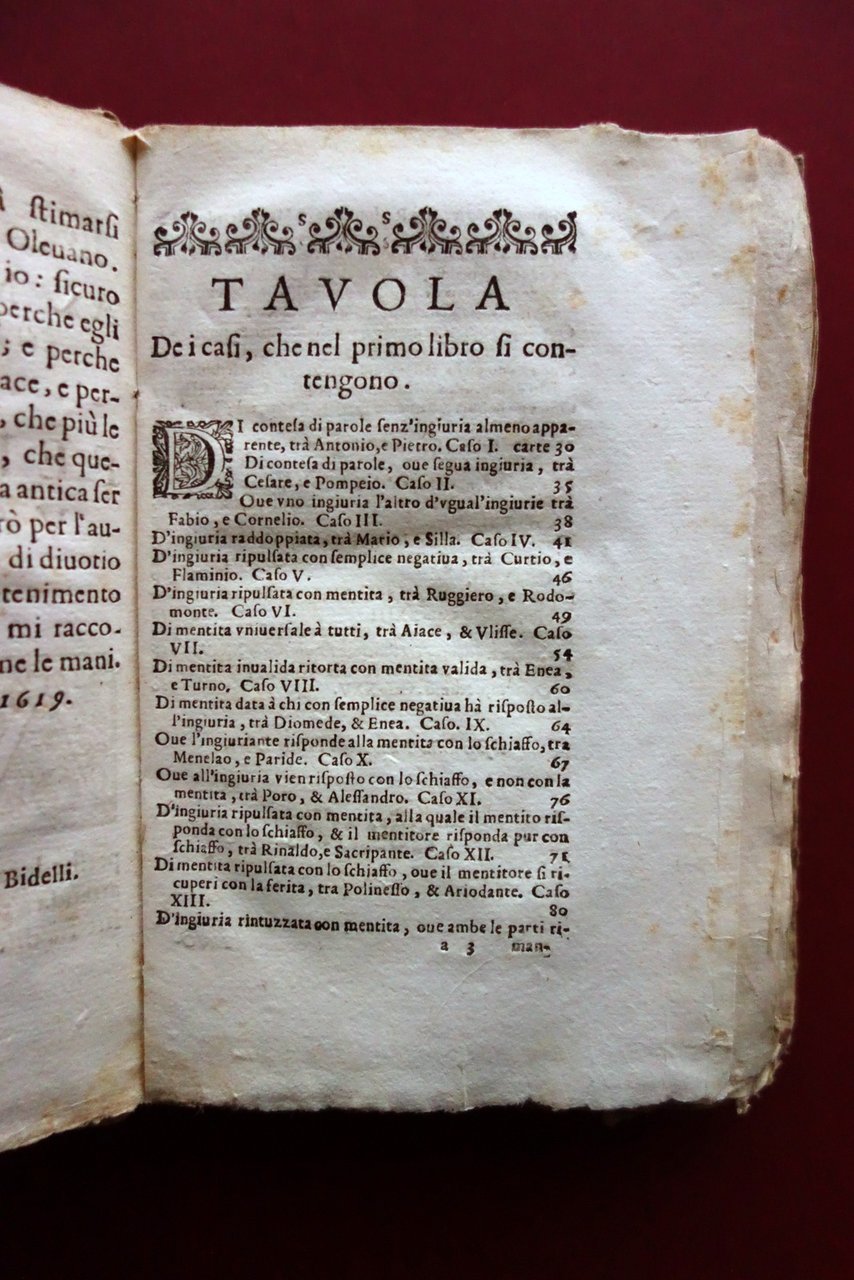 stimarsi
Oleuano.
io: sicuro
perche egli
; e perche
ace, e per-
, che più le
, che que-
a antica ser
rò per l'au-
di diuotio
tenimento
mi racco-
ne le mani.
1619.
Bidelli.
TAVOLA
De i casi, che nel primo libro si con-
tengono.
DI contesa di parole senz'ingiuria almeno appa-
rente, trà Antonio, e Pietro. Caso I. carte 30
Di contesa di parole, oue segua ingiuria, trà
Cesare, e Pompeio. Caso II. 35
Oue vno ingiuria l'altro d'vgual'ingiurie trà
Fabio, e Cornelio. Caso III. 38
D'ingiuria raddoppiata, trà Mario, e Silla. Caso IV. 41
D'ingiuria ripulsata con semplice negatiua, trà Curtio, e
Flaminio. Caso V. 46
D'ingiuria ripulsata con mentita, trà Ruggiero, e Rodo-
monte. Caso VI. 49
Di mentita vniuersale à tutti, trà Aiace, & Vlisse. Caso
VII. 54
Di mentita inualida ritorta con mentita valida, trà Enea,
e Turno, Caso VIII. 60
Di mentita data à chi con semplice negatiua hà risposto al-
l'ingiuria, trà Diomede, & Enea. Caso. IX. 64
Oue l'ingiuriante risponde alla mentita con lo schiaffo, tra
Menelao, e Paride. Caso X. 67
Oue all'ingiuria vien risposto con lo schiaffo, e non con la
mentita, trà Poro, & Alessandro. Caso XI. 76
D'ingiuria ripulsata con mentita, alla quale il mentito ris-
ponda con lo schiaffo, & il mentitore risponda pur con
schiaffo, trà Rinaldo, e Sacripante. Caso XII. 71
Di mentita ripulsata con lo schiaffo, oue il mentitore si ri-
cuperi con la ferita, tra Polinesso, & Ariodante. Caso
XIII. 80
D'ingiuria rintuzzata con mentita, oue ambe le parti ri-
a 3 man-